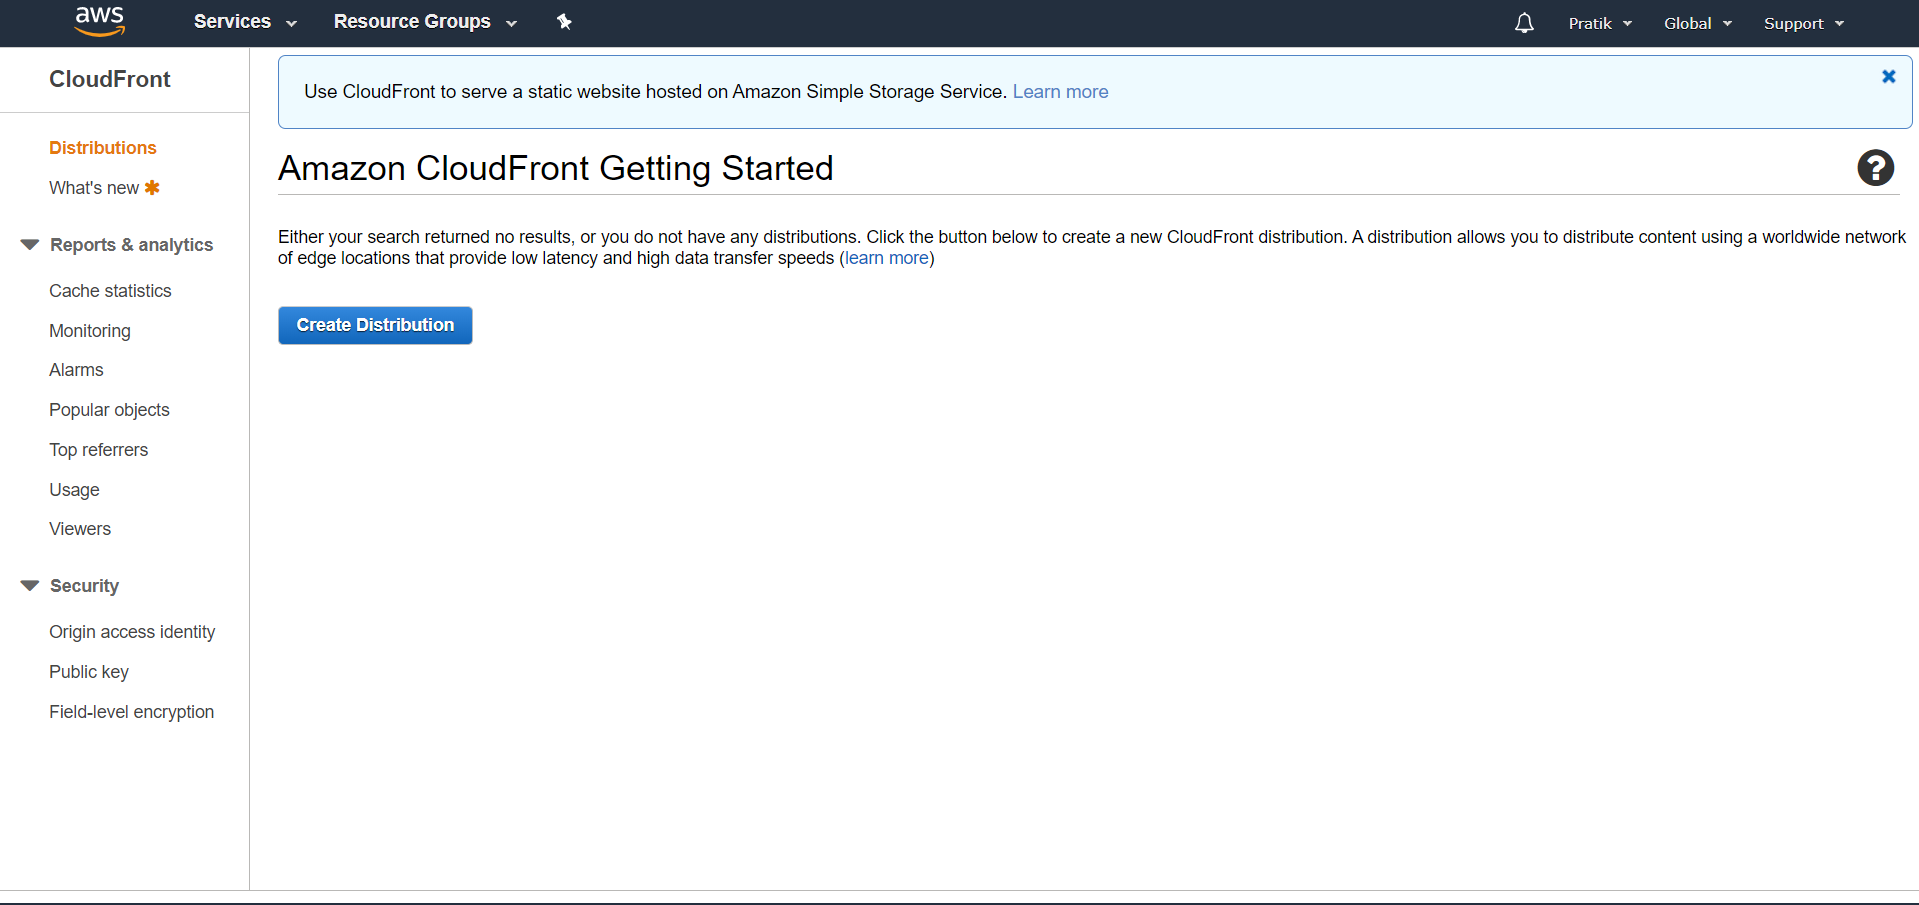 aws Services Resource Groups Pratik Global Support
CloudFront
Distributions
What's new
Reports & analytics
Cache statistics
Monitoring
Alarms
Popular objects
Top referrers
Usage
Viewers
Security
Origin access identity
Public key
Field-level encryption
Use CloudFront to serve a static website hosted on Amazon Simple Storage Service. Learn more
Amazon CloudFront Getting Started
Either your search returned no results, or you do not have any distributions. Click the button below to create a new CloudFront distribution. A distribution allows you to distribute content using a worldwide network
of edge locations that provide low latency and high data transfer speeds (learn more)
Create Distribution